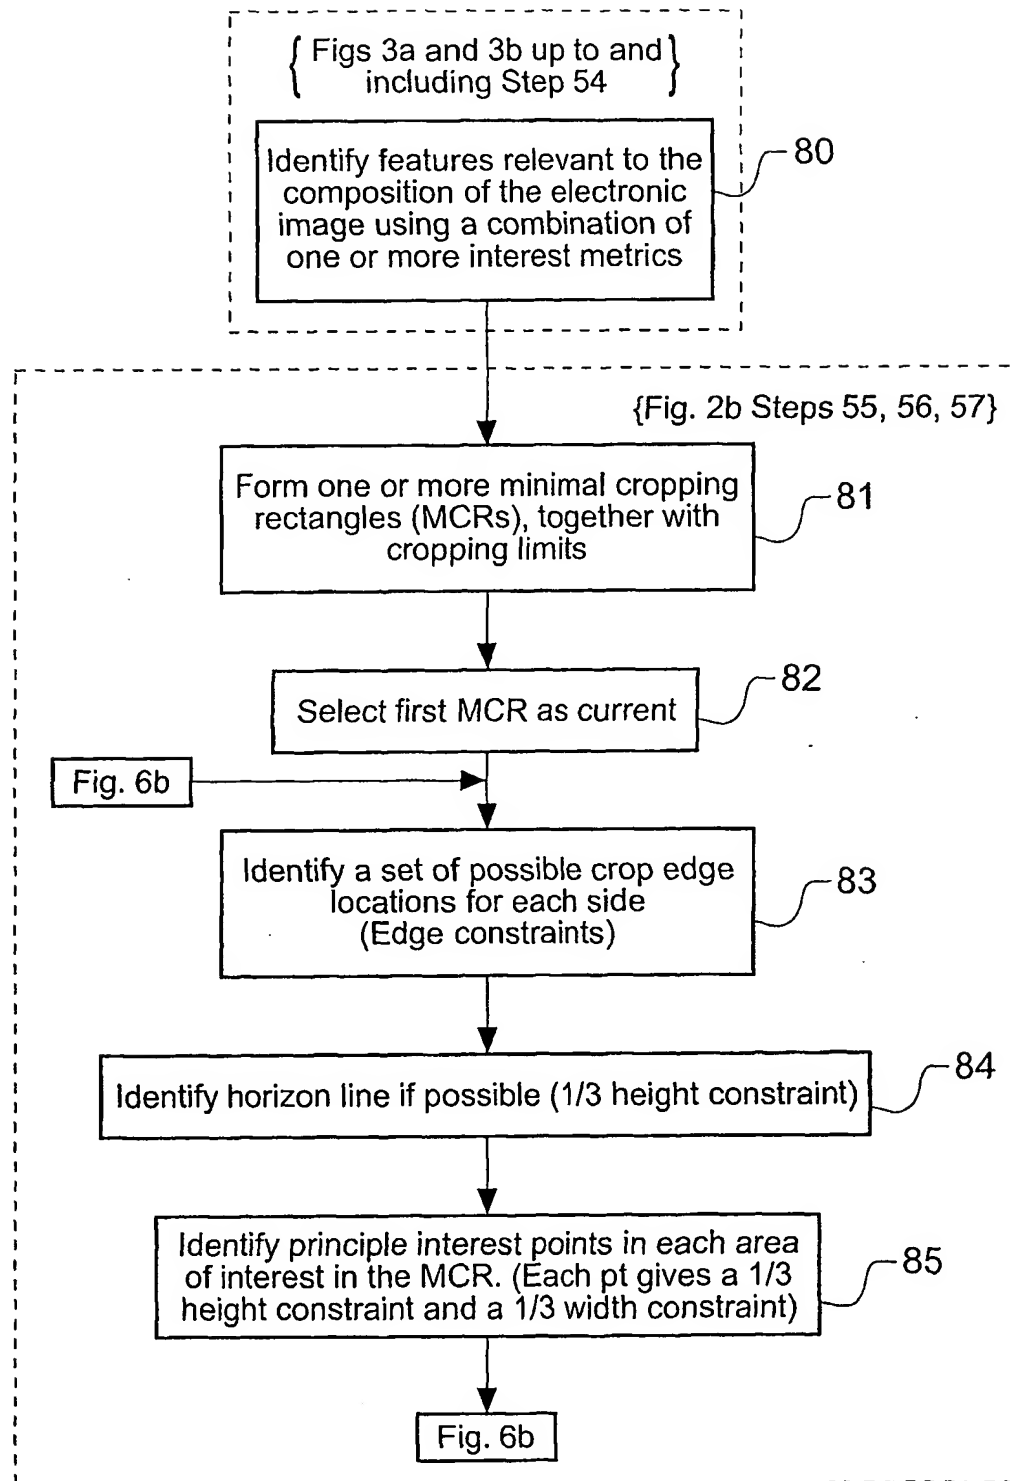 { Figs 3a and 3b up to and }
including Step 54
Identify features relevant to the
composition of the electronic
image using a combination of
one or more interest metrics
80
{Fig. 2b Steps 55, 56, 57}
Form one or more minimal cropping
rectangles (MCRs), together with
cropping limits
81
Select first MCR as current
82
Fig. 6b
Identify a set of possible crop edge
locations for each side
(Edge constraints)
83
Identify horizon line if possible (1/3 height constraint)
84
Identify principle interest points in each area
of interest in the MCR. (Each pt gives a 1/3
height constraint and a 1/3 width constraint)
85
Fig. 6b